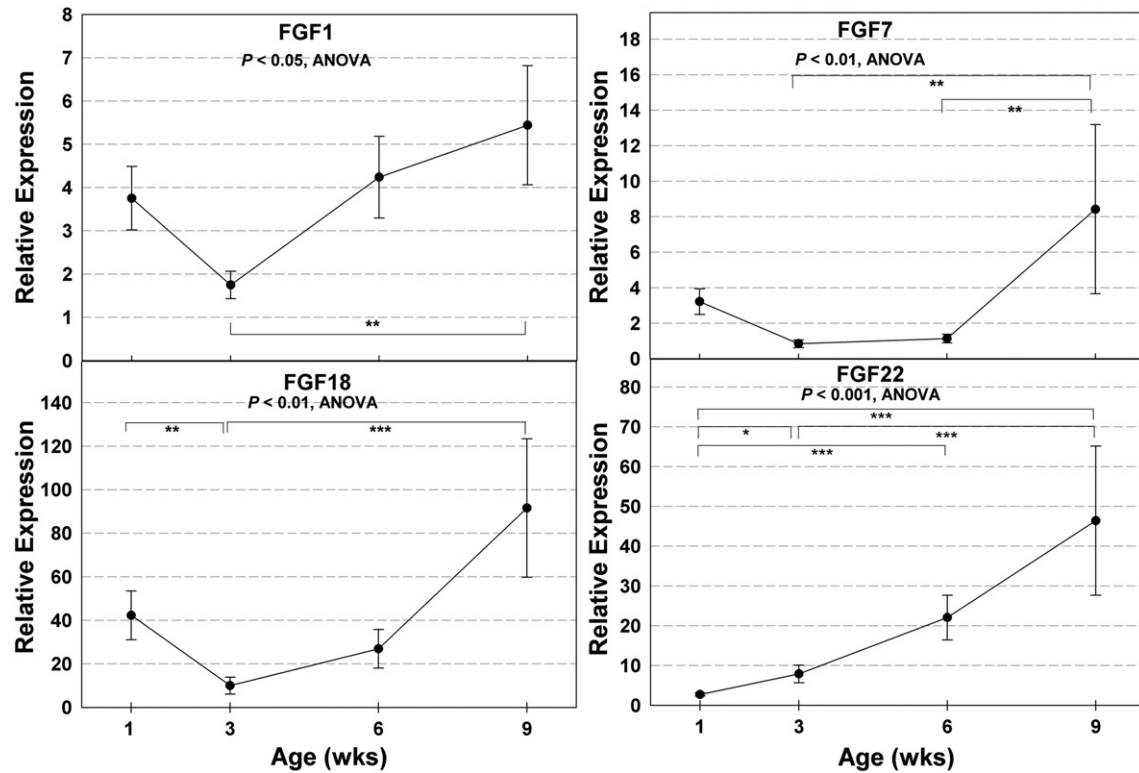 FGF1
P < 0.05, ANOVA
Relative Expression
8
7
6
5
4
3
2
1
0
**
FGF7
P < 0.01, ANOVA
Relative Expression
18
16
14
12
10
8
6
4
2
0
**
**
FGF18
P < 0.01, ANOVA
Relative Expression
140
120
100
80
60
40
20
0
** ***
1 3 6 9
Age (wks)
FGF22
P < 0.001, ANOVA
Relative Expression
80
70
60
50
40
30
20
10
0
***
* ***
***
1 3 6 9
Age (wks)